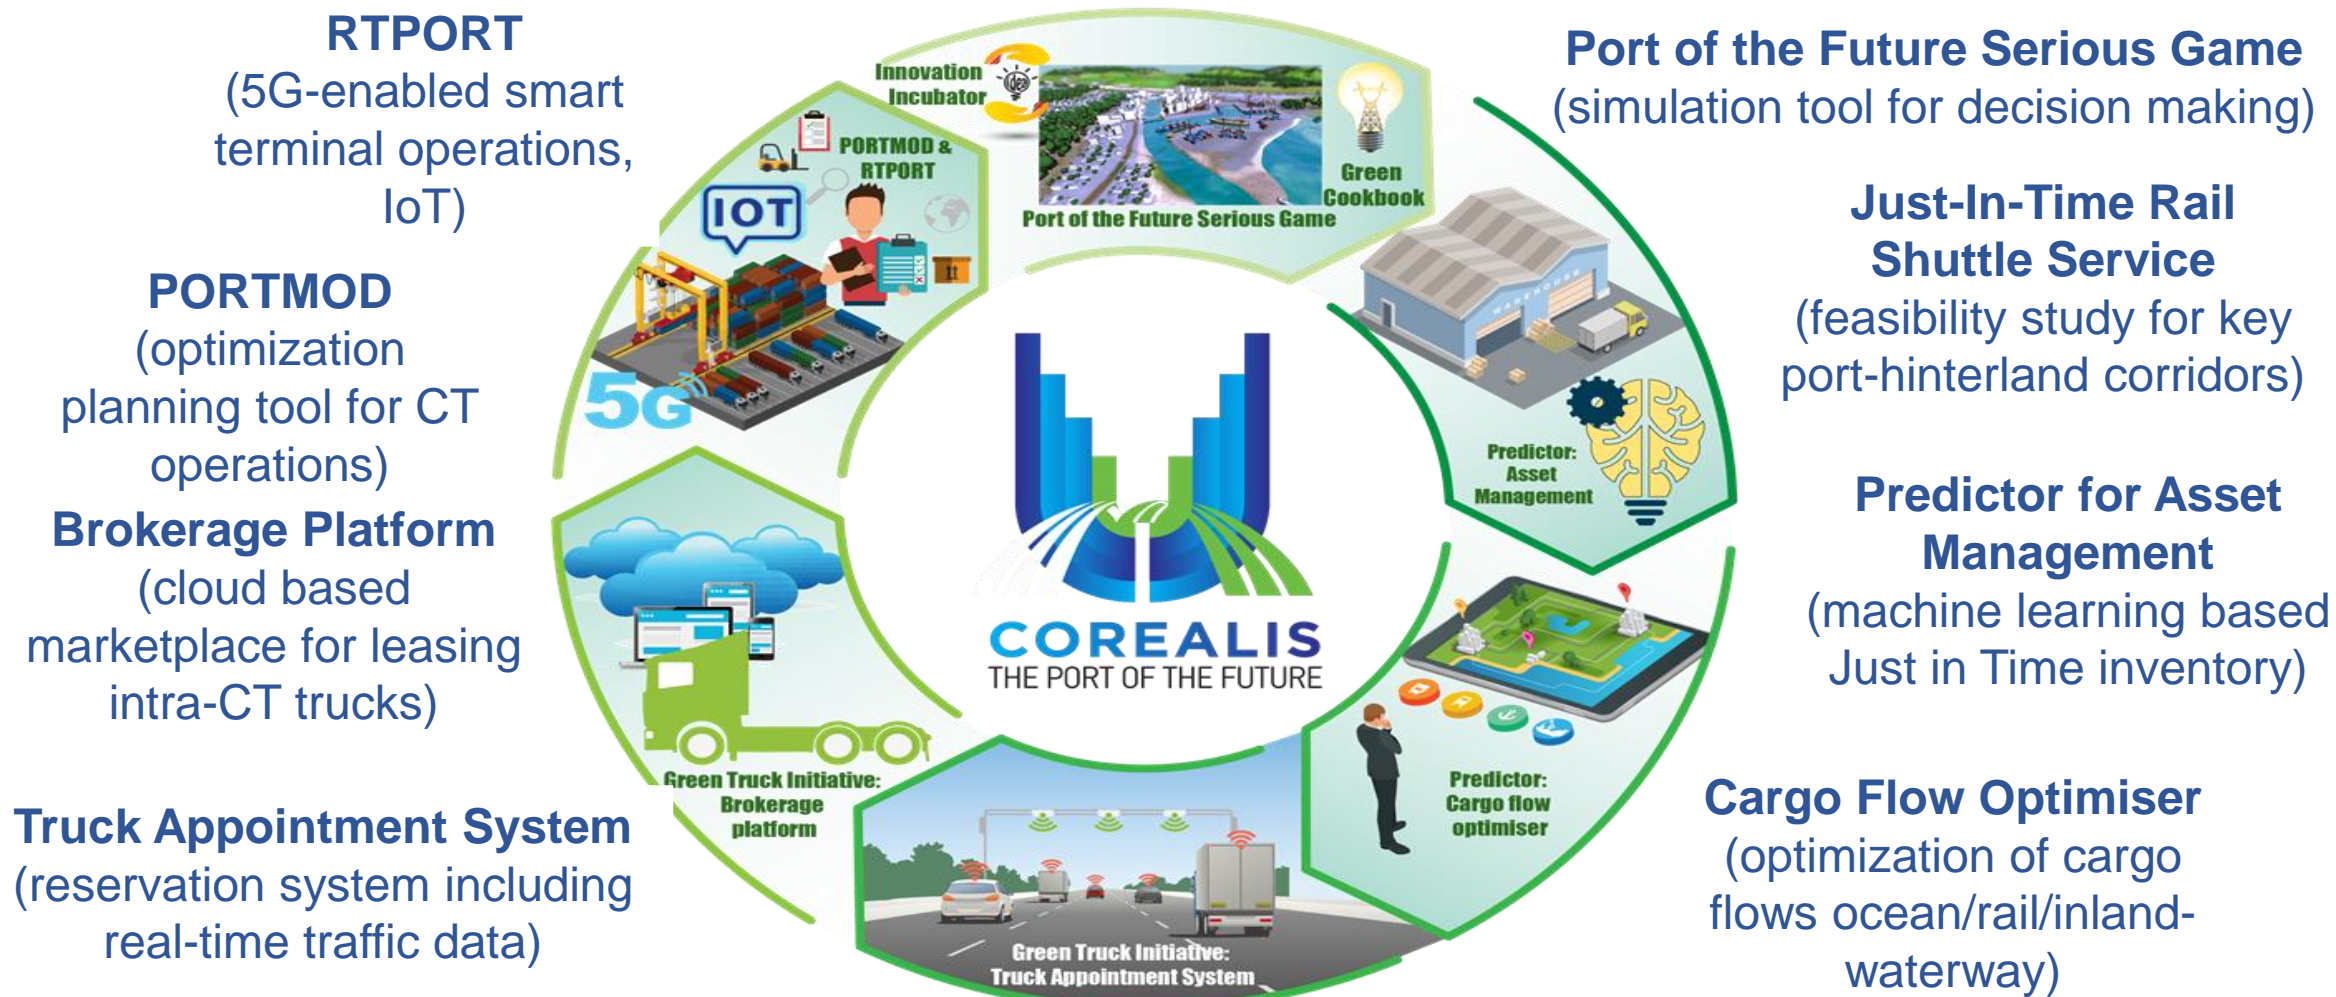 RTPORT
(5G-enabled smart
terminal operations,
IoT)
PORTMOD
(optimization
planning tool for CT
operations)
Brokerage Platform
(cloud based
marketplace for leasing
intra-CT trucks)
Truck Appointment System
(reservation system including
real-time traffic data)
Innovation
Incubator
Idea
Green
Cookbook
Port of the Future Serious Game
PORTMOD &
RTPORT
IOT
5G
WAREHOUSE
Predictor:
Asset
Management
COREALIS
THE PORT OF THE FUTURE
Green Truck Initiative:
Brokerage
platform
Predictor:
Cargo flow
optimiser
Green Truck Initiative:
Truck Appointment System
Port of the Future Serious Game
(simulation tool for decision making)
Just-In-Time Rail
Shuttle Service
(feasibility study for key
port-hinterland corridors)
Predictor for Asset
Management
(machine learning based
Just in Time inventory)
Cargo Flow Optimiser
(optimization of cargo
flows ocean/rail/inland-
waterway)